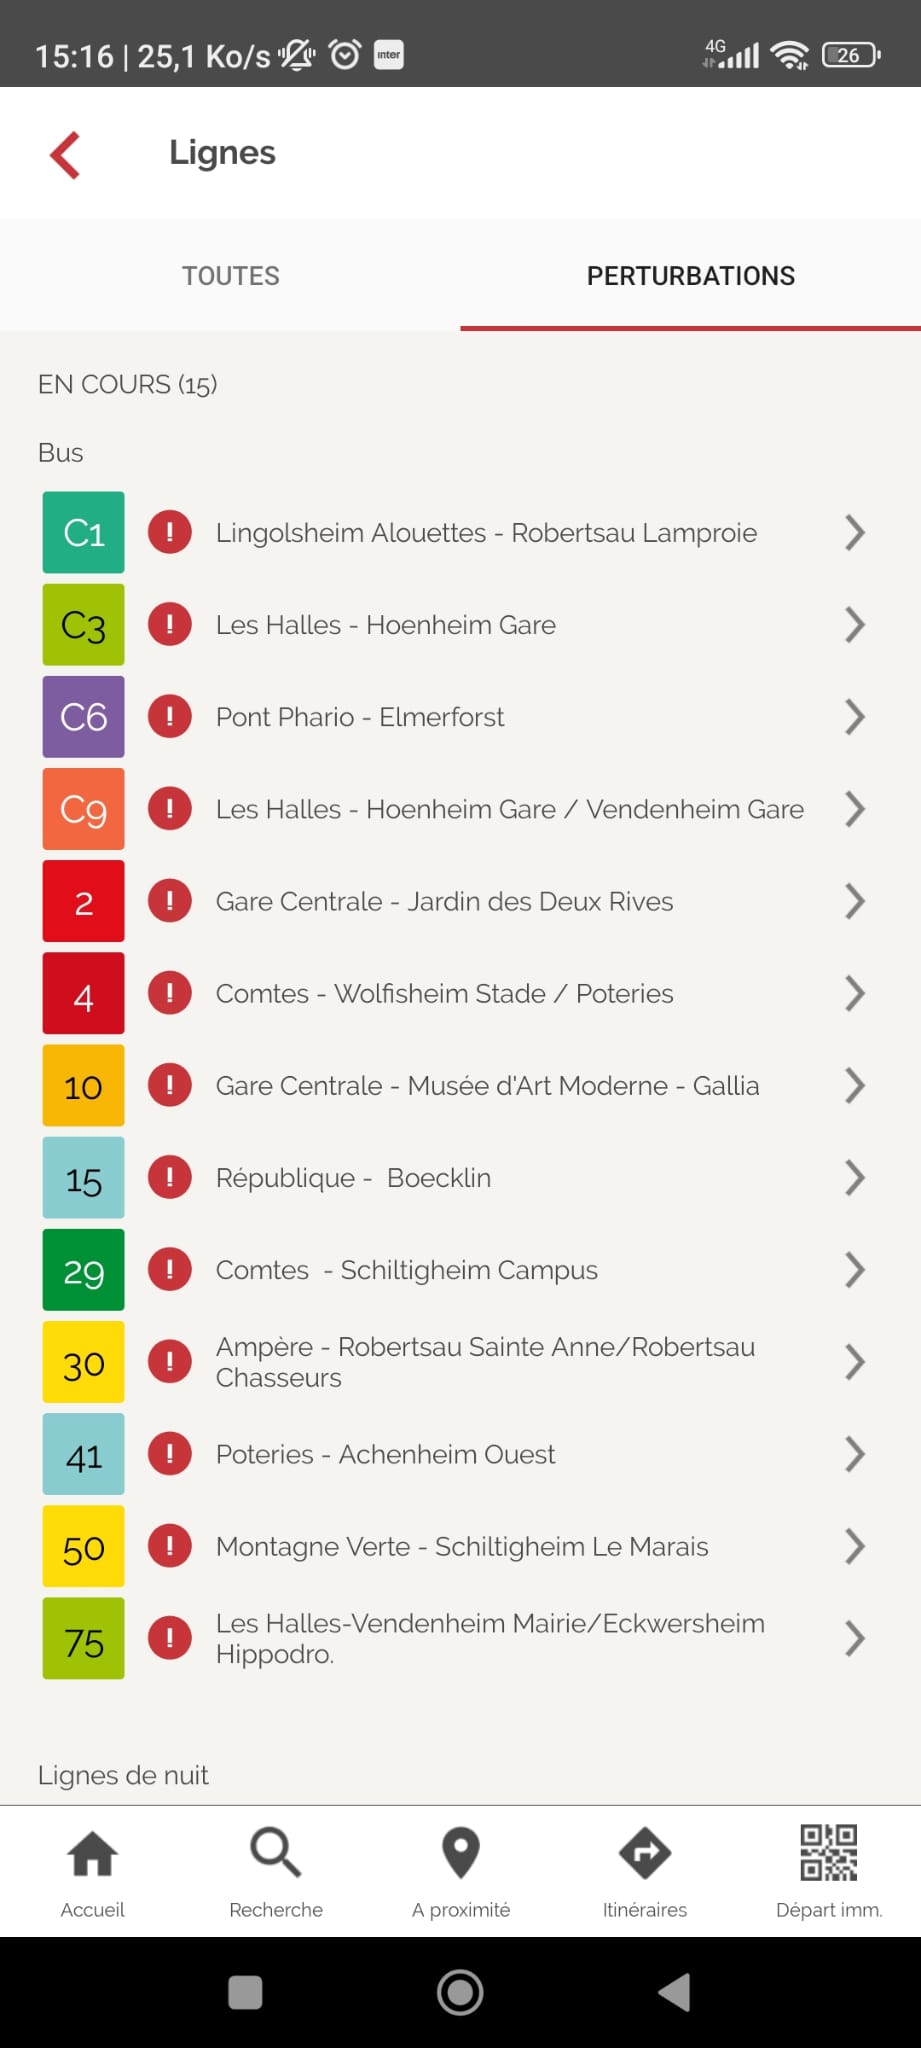 15:16 | 25,1 Ko/s
inter
4G
26
Lignes
TOUTES
PERTURBATIONS
EN COURS (15)
Bus
C1
Lingolsheim Alouettes - Robertsau Lamproie
C3
Les Halles - Hoenheim Gare
C6
Pont Phario - Elmerforst
C9
Les Halles - Hoenheim Gare / Vendenheim Gare
2
Gare Centrale - Jardin des Deux Rives
4
Comtes - Wolfisheim Stade / Poteries
10
Gare Centrale - Musée d'Art Moderne - Gallia
15
République -  Boecklin
29
Comtes  - Schiltigheim Campus
30
Ampère - Robertsau Sainte Anne/Robertsau
Chasseurs
41
Poteries - Achenheim Ouest
50
Montagne Verte - Schiltigheim Le Marais
75
Les Halles-Vendenheim Mairie/Eckwersheim
Hippodro.
Lignes de nuit
Accueil
Recherche
A proximité
Itinéraires
Départ imm.